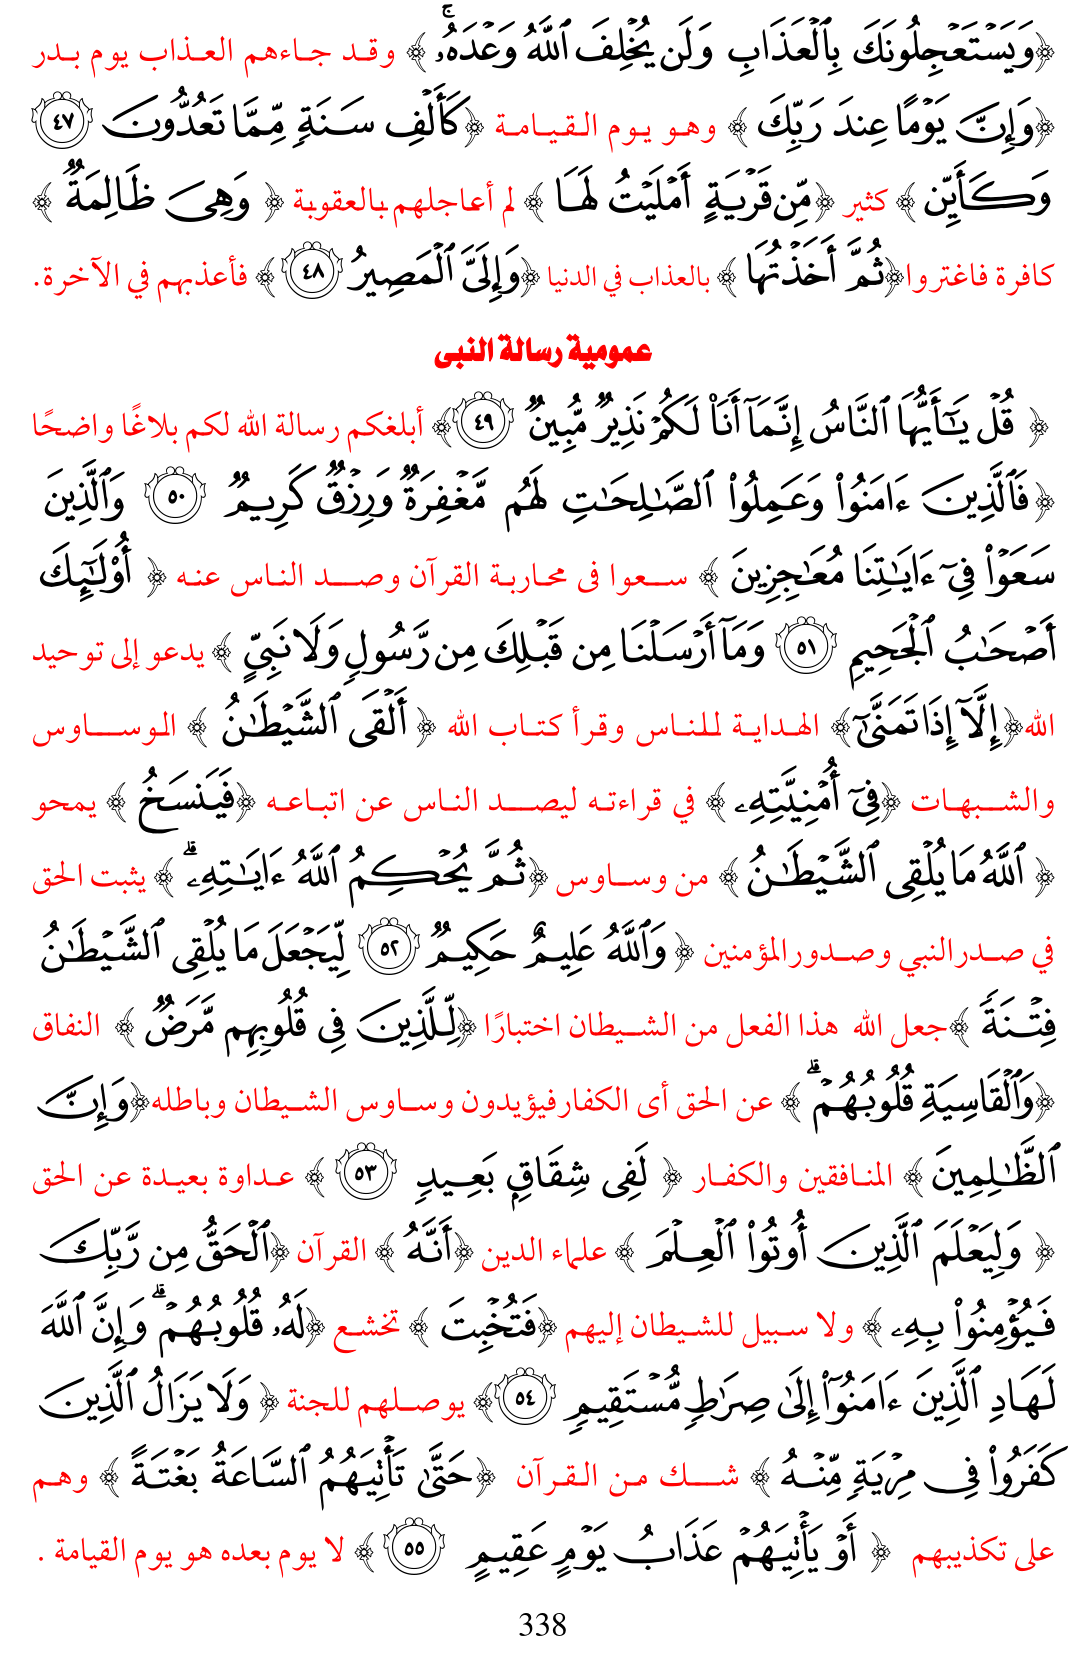 ﴿وَيَسْتَعْجِلُونَكَ بِٱلْعَذَابِ وَلَن يُخْلِفَ ٱللَّهُ وَعْدَهُۥۚ﴾ وقد جاءهم العذاب يوم بدر
﴿وَإِنَّ يَوْمًا عِندَ رَبِّكَ﴾ وهو يوم القيامة ﴿كَأَلْفِ سَنَةٍ مِّمَّا تَعُدُّونَ ٤٧
وَكَأَيِّن﴾ كثير ﴿مِّن قَرْيَةٍ أَمْلَيْتُ لَهَا﴾ لم أعاجلهم بالعقوبة ﴿وَهِىَ ظَالِمَةٌ﴾
كافرة فاغتروا﴿ثُمَّ أَخَذْتُهَا﴾ بالعذاب في الدنيا ﴿وَإِلَىَّ ٱلْمَصِيرُ ٤٨﴾ فأعذبهم في الآخرة.
عمومية رسالة النبى
﴿قُلْ يَٰٓأَيُّهَا ٱلنَّاسُ إِنَّمَآ أَنَا۠ لَكُمْ نَذِيرٌ مُّبِينٌ ٤٩﴾ أبلغكم رسالة الله لكم بلاغًا واضحًا
﴿فَٱلَّذِينَ ءَامَنُوا۟ وَعَمِلُوا۟ ٱلصَّٰلِحَٰتِ لَهُم مَّغْفِرَةٌ وَرِزْقٌ كَرِيمٌ ٥٠ وَٱلَّذِينَ
سَعَوْا۟ فِىٓ ءَايَٰتِنَا مُعَٰجِزِينَ﴾ سعوا فى محاربة القرآن وصد الناس عنه ﴿أُو۟لَٰٓئِكَ
أَصْحَٰبُ ٱلْجَحِيمِ ٥١ وَمَآ أَرْسَلْنَا مِن قَبْلِكَ مِن رَّسُولٍ وَلَا نَبِىٍّ﴾ يدعو إلى توحيد
الله﴿إِلَّآ إِذَا تَمَنَّىٰٓ﴾ الهداية للناس وقرأ كتاب الله ﴿أَلْقَى ٱلشَّيْطَٰنُ﴾ الوساوس
والشبهات ﴿فِىٓ أُمْنِيَّتِهِۦ﴾ في قراءته ليصد الناس عن اتباعه ﴿فَيَنسَخُ﴾ يمحو
﴿ٱللَّهُ مَا يُلْقِى ٱلشَّيْطَٰنُ﴾ من وساوس ﴿ثُمَّ يُحْكِمُ ٱللَّهُ ءَايَٰتِهِۦۗ﴾ يثبت الحق
في صدر النبي وصدور المؤمنين ﴿وَٱللَّهُ عَلِيمٌ حَكِيمٌ ٥٢ لِّيَجْعَلَ مَا يُلْقِى ٱلشَّيْطَٰنُ
فِتْنَةً﴾ جعل الله هذا الفعل من الشيطان اختبارًا ﴿لِّلَّذِينَ فِى قُلُوبِهِم مَّرَضٌ﴾ النفاق
﴿وَٱلْقَاسِيَةِ قُلُوبُهُمْۗ﴾ عن الحق أى الكفار فيؤيدون وساوس الشيطان وباطله﴿وَإِنَّ
ٱلظَّٰلِمِينَ﴾ المنافقين والكفار ﴿لَفِى شِقَاقٍۭ بَعِيدٍ ٥٣﴾ عداوة بعيدة عن الحق
﴿وَلِيَعْلَمَ ٱلَّذِينَ أُوتُوا۟ ٱلْعِلْمَ﴾ علماء الدين ﴿أَنَّهُ﴾ القرآن ﴿ٱلْحَقُّ مِن رَّبِّكَ
فَيُؤْمِنُوا۟ بِهِۦ﴾ ولا سبيل للشيطان إليهم ﴿فَتُخْبِتَ﴾ تخشع ﴿لَهُۥ قُلُوبُهُمْۗ وَإِنَّ ٱللَّهَ
لَهَادِ ٱلَّذِينَ ءَامَنُوٓا۟ إِلَىٰ صِرَٰطٍ مُّسْتَقِيمٍ ٥٤﴾ يوصلهم للجنة ﴿وَلَا يَزَالُ ٱلَّذِينَ
كَفَرُوا۟ فِى مِرْيَةٍ مِّنْهُ﴾ شك من القرآن ﴿حَتَّىٰ تَأْتِيَهُمُ ٱلسَّاعَةُ بَغْتَةً﴾ وهم
على تكذيبهم ﴿أَوْ يَأْتِيَهُمْ عَذَابُ يَوْمٍ عَقِيمٍ ٥٥﴾ لا يوم بعده هو يوم القيامة .
338